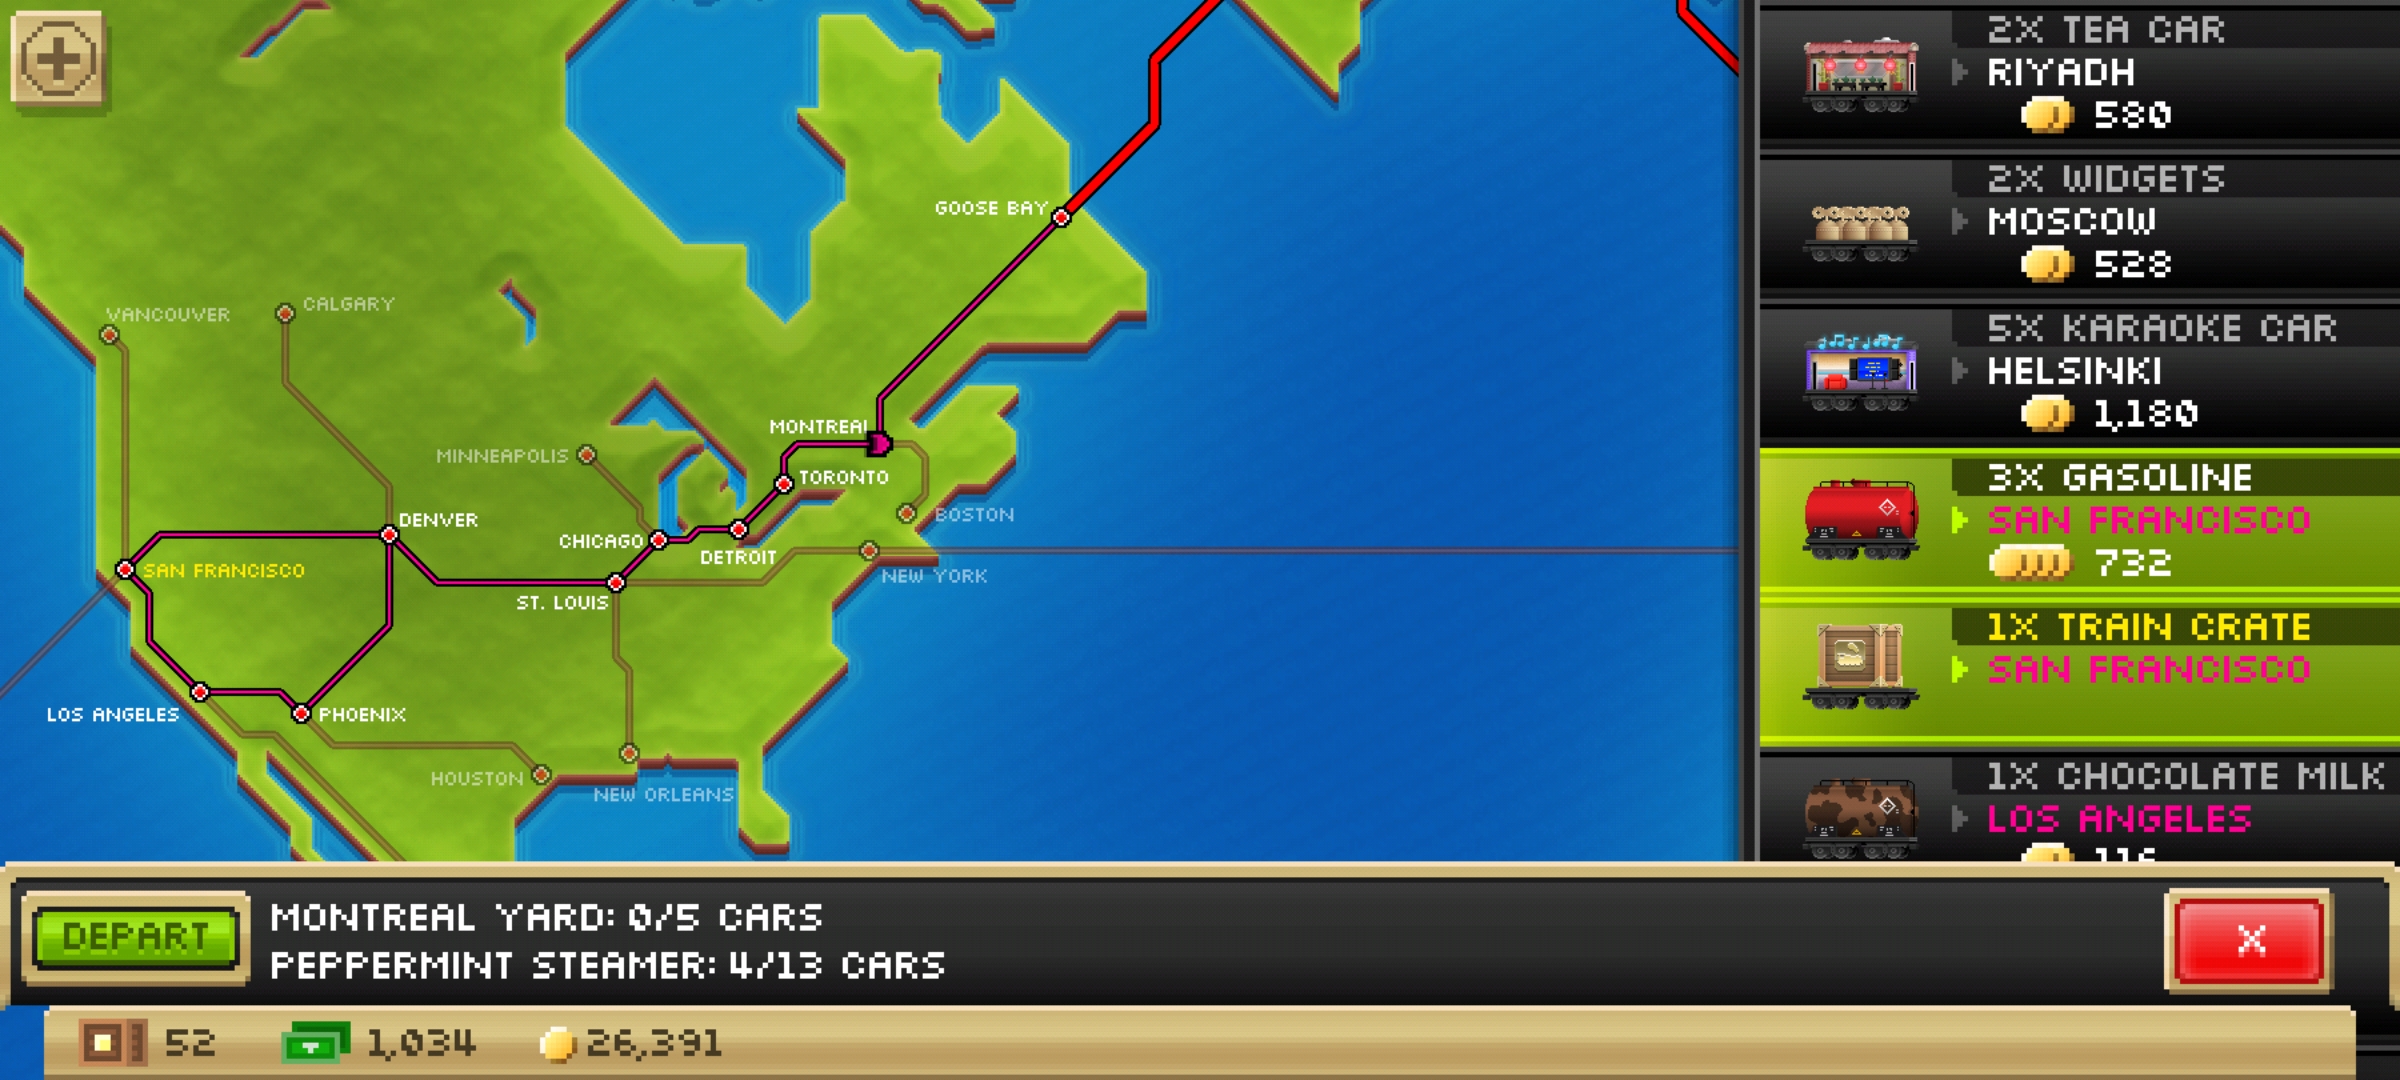 GOOSE BAY
VANCOUVER
CALGARY
MINNEAPOLIS
MONTREAL
TORONTO
BOSTON
DENVER
CHICAGO
DETROIT
SAN FRANCISCO
NEW YORK
ST. LOUIS
LOS ANGELES
PHOENIX
HOUSTON
NEW ORLEANS
2X TEA CAR
RIYADH
580
2X WIDGETS
MOSCOW
528
5X KARAOKE CAR
HELSINKI
1,180
3X GASOLINE
SAN FRANCISCO
732
1X TRAIN CRATE
SAN FRANCISCO
1X CHOCOLATE MILK
LOS ANGELES
116
DEPART
MONTREAL YARD: 0/5 CARS
PEPPERMINT STEAMER: 4/13 CARS
X
52
1,034
26,391